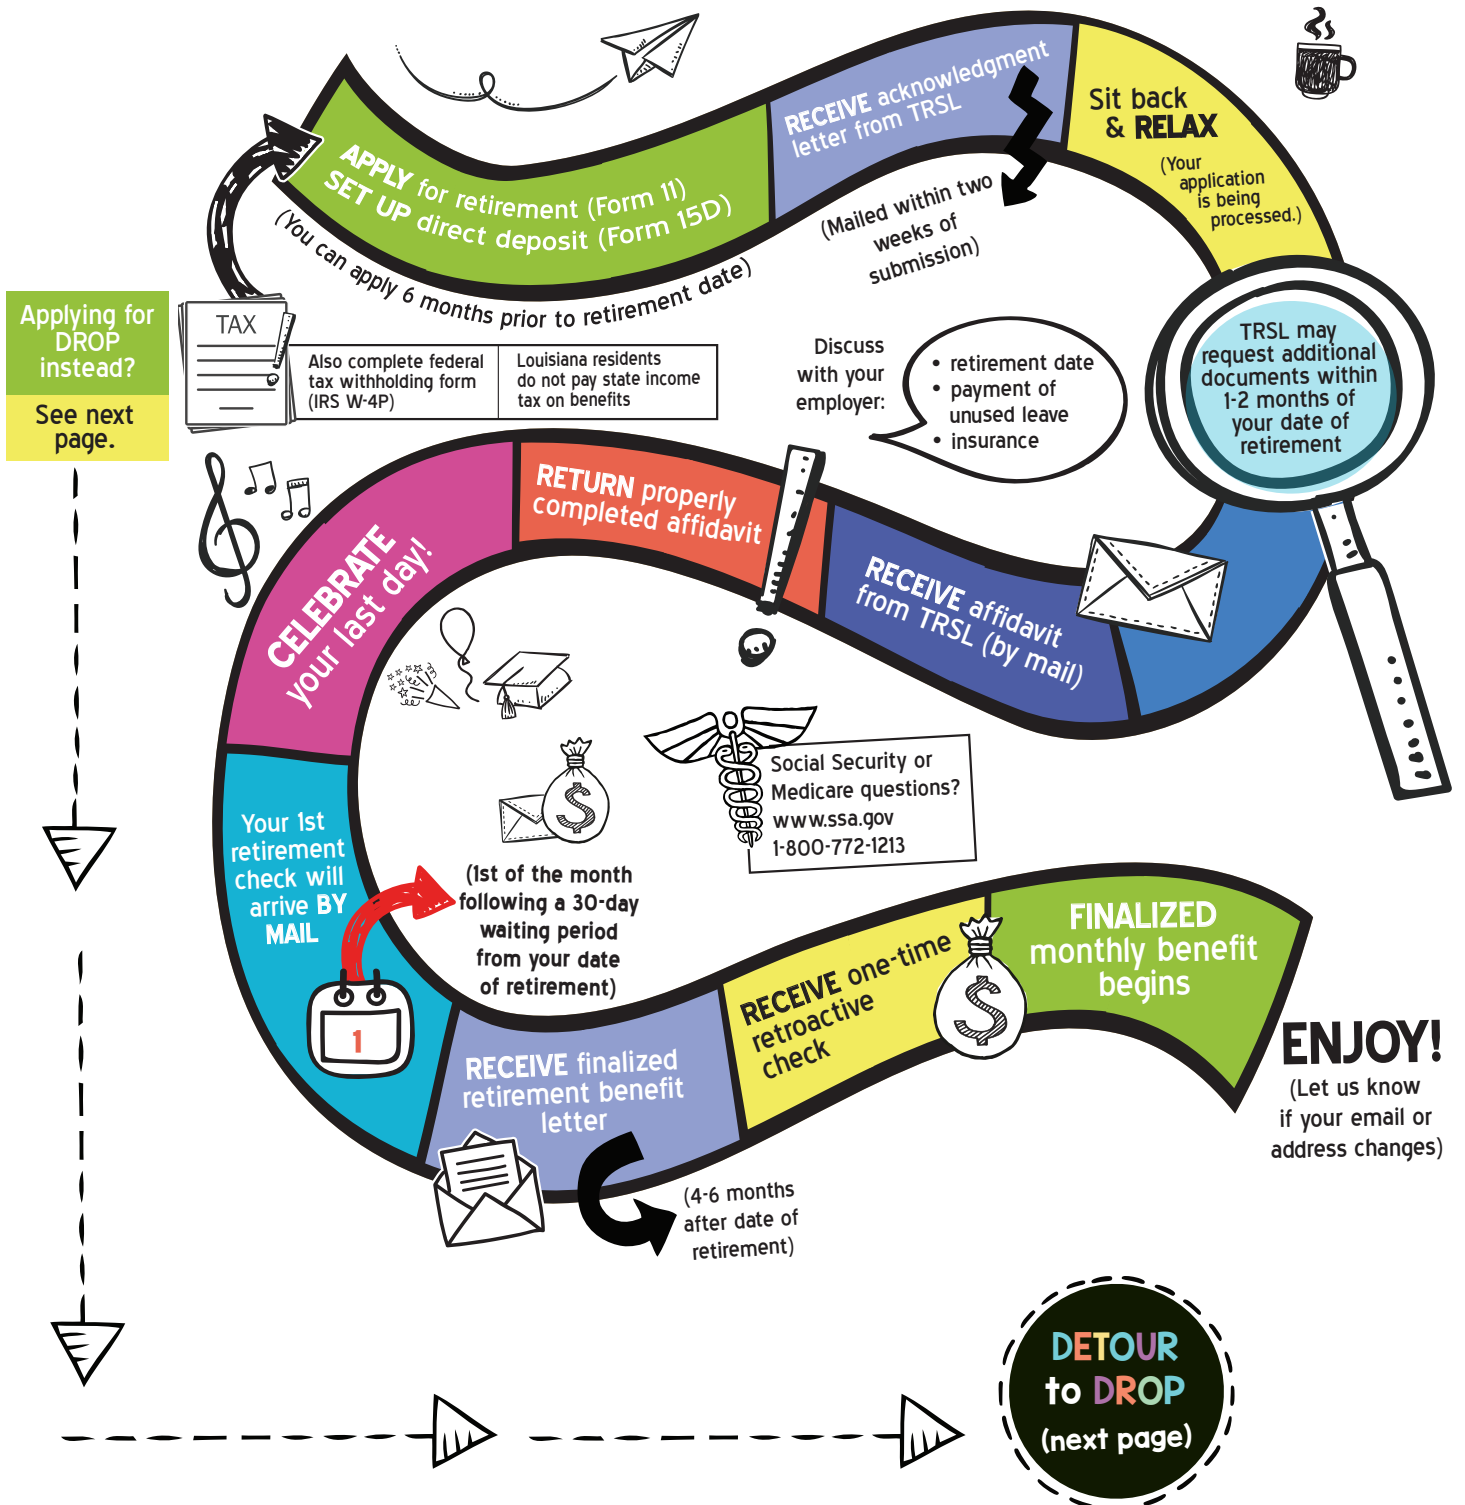 APPLY for retirement (Form 11)
SET UP direct deposit (Form 15D)
(You can apply 6 months prior to retirement date)
RECEIVE acknowledgment
letter from TRSL
(Mailed within two
weeks of
submission)
Sit back
& RELAX
(Your
application
is being
processed.)
Applying for
DROP
instead?
See next
page.
TAX
Also complete federal
tax withholding form
(IRS W-4P)
Louisiana residents
do not pay state income
tax on benefits
Discuss
with your
employer:
• retirement date
• payment of
unused leave
• insurance
TRSL may
request additional
documents within
1-2 months of
your date of
retirement
RECEIVE affidavit
from TRSL (by mail)
RETURN properly
completed affidavit
CELEBRATE
your last day!
Social Security or
Medicare questions?
www.ssa.gov
1-800-772-1213
Your 1st
retirement
check will
arrive BY
MAIL
1
(1st of the month
following a 30-day
waiting period
from your date
of retirement)
RECEIVE finalized
retirement benefit
letter
(4-6 months
after date of
retirement)
RECEIVE one-time
retroactive
check
$
$
FINALIZED
monthly benefit
begins
ENJOY!
(Let us know
if your email or
address changes)
DETOUR
to DROP
(next page)